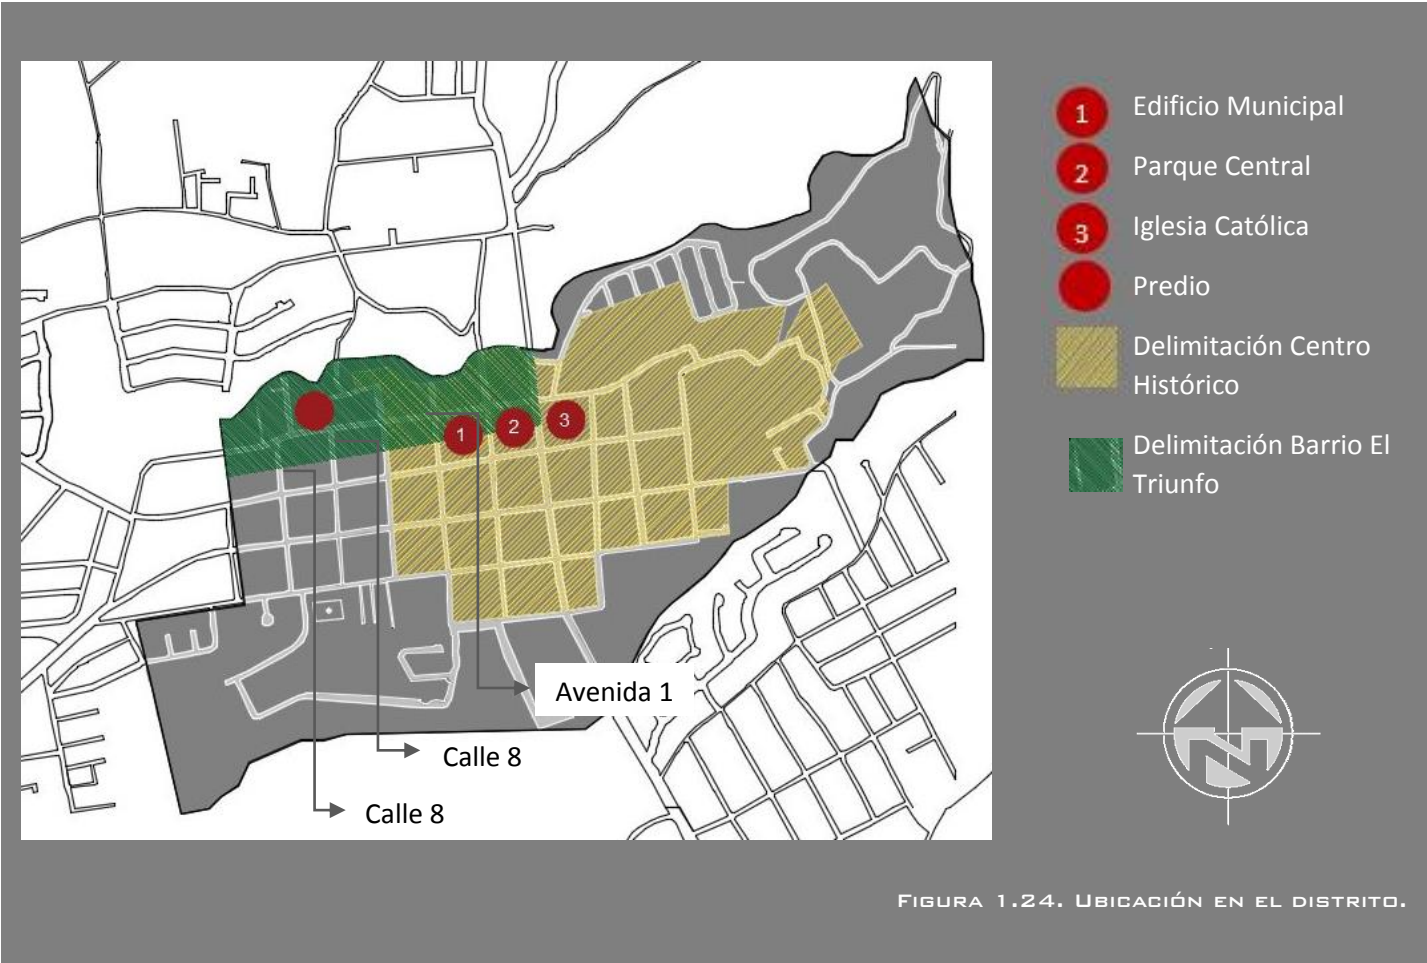 1 Edificio Municipal
2 Parque Central
3 Iglesia Católica
Predio
Delimitación Centro
Histórico
Delimitación Barrio El
Triunfo
1
2
3
Avenida 1
Calle 8
Calle 8
N
FIGURA 1.24. UBICACIÓN EN EL DISTRITO.